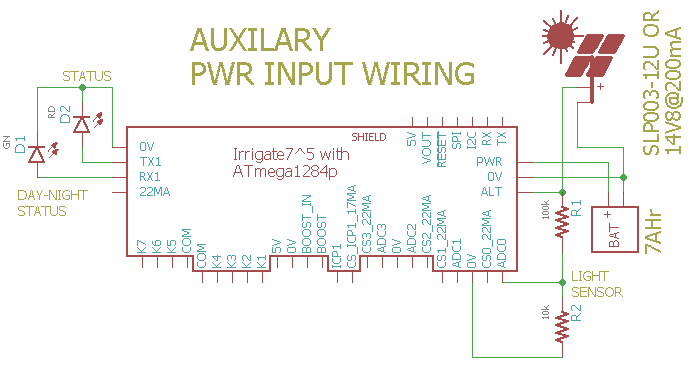 AUXILARY
PWR INPUT WIRING
SLP003-12U OR
14V8@200mA
+
STATUS
RD
D2
GN
D1
DAY-NIGHT
STATUS
SHIELD
Irrigate7^5 with
ATmega1284p
0V
TX1
RX1
22MA
5V
VOUT
RESET
SPI
I2C
RX
TX
PWR
0V
ALT
K7
K6
K5
COM
COM
K4
K3
K2
K1
5V
0V
BOOST_IN
BOOST
ICP1
CS_ICP1_17MA
CS3_22MA
ADC3
0V
ADC2
CS2_22MA
CS1_22MA
ADC1
0V
CS0_22MA
ADC0
100k
R1
+
BAT
7AHr
LIGHT
SENSOR
10k
R2